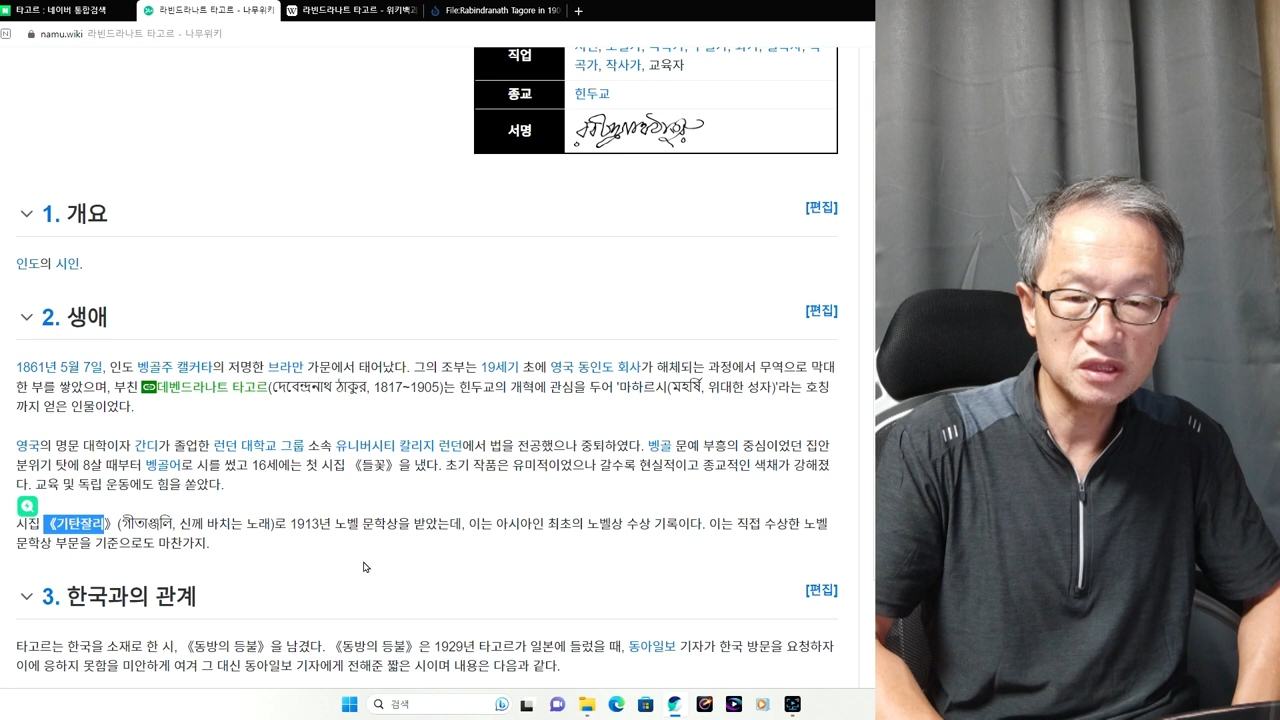 타고르 : 네이버 통합검색
라빈드라나트 타고르 - 나무위키
라빈드라나트 타고르 - 위키백과
File:Rabindranath Tagore in 190
namu.wiki 라빈드라나트 타고르 - 나무위키
직업
곡가, 작사가, 교육자
종교
힌두교
서명
1. 개요
[편집]
인도의 시인.
2. 생애
[편집]
1861년 5월 7일, 인도 벵골주 캘커타의 저명한 브라만 가문에서 태어났다. 그의 조부는 19세기 초에 영국 동인도 회사가 해체되는 과정에서 무역으로 막대
한 부를 쌓았으며, 부친 데벤드라나트 타고르(দেবেন্দ্রনাথ ঠাকুর, 1817~1905)는 힌두교의 개혁에 관심을 두어 '마하르시(মহর্ষি, 위대한 성자)'라는 호칭
까지 얻은 인물이었다.
영국의 명문 대학이자 간디가 졸업한 런던 대학교 그룹 소속 유니버시티 칼리지 런던에서 법을 전공했으나 중퇴하였다. 벵골 문예 부흥의 중심이었던 집안
분위기 탓에 8살 때부터 벵골어로 시를 썼고 16세에는 첫 시집 《들꽃》을 냈다. 초기 작품은 유미적이었으나 갈수록 현실적이고 종교적인 색채가 강해졌
다. 교육 및 독립 운동에도 힘을 쏟았다.
시집 《기탄잘리》(গীতাঞ্জলি, 신께 바치는 노래)로 1913년 노벨 문학상을 받았는데, 이는 아시아인 최초의 노벨상 수상 기록이다. 이는 직접 수상한 노벨
문학상 부문을 기준으로도 마찬가지.
3. 한국과의 관계
[편집]
타고르는 한국을 소재로 한 시, 《동방의 등불》을 남겼다. 《동방의 등불》은 1929년 타고르가 일본에 들렀을 때, 동아일보 기자가 한국 방문을 요청하자
이에 응하지 못함을 미안하게 여겨 그 대신 동아일보 기자에게 전해준 짧은 시이며 내용은 다음과 같다.
검색